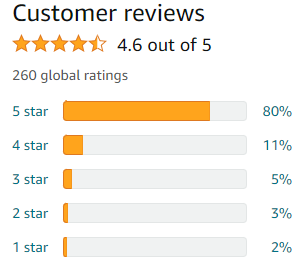 Customer reviews
4.6 out of 5
260 global ratings
5 star 80%
4 star 11%
3 star 5%
2 star 3%
1 star 2%